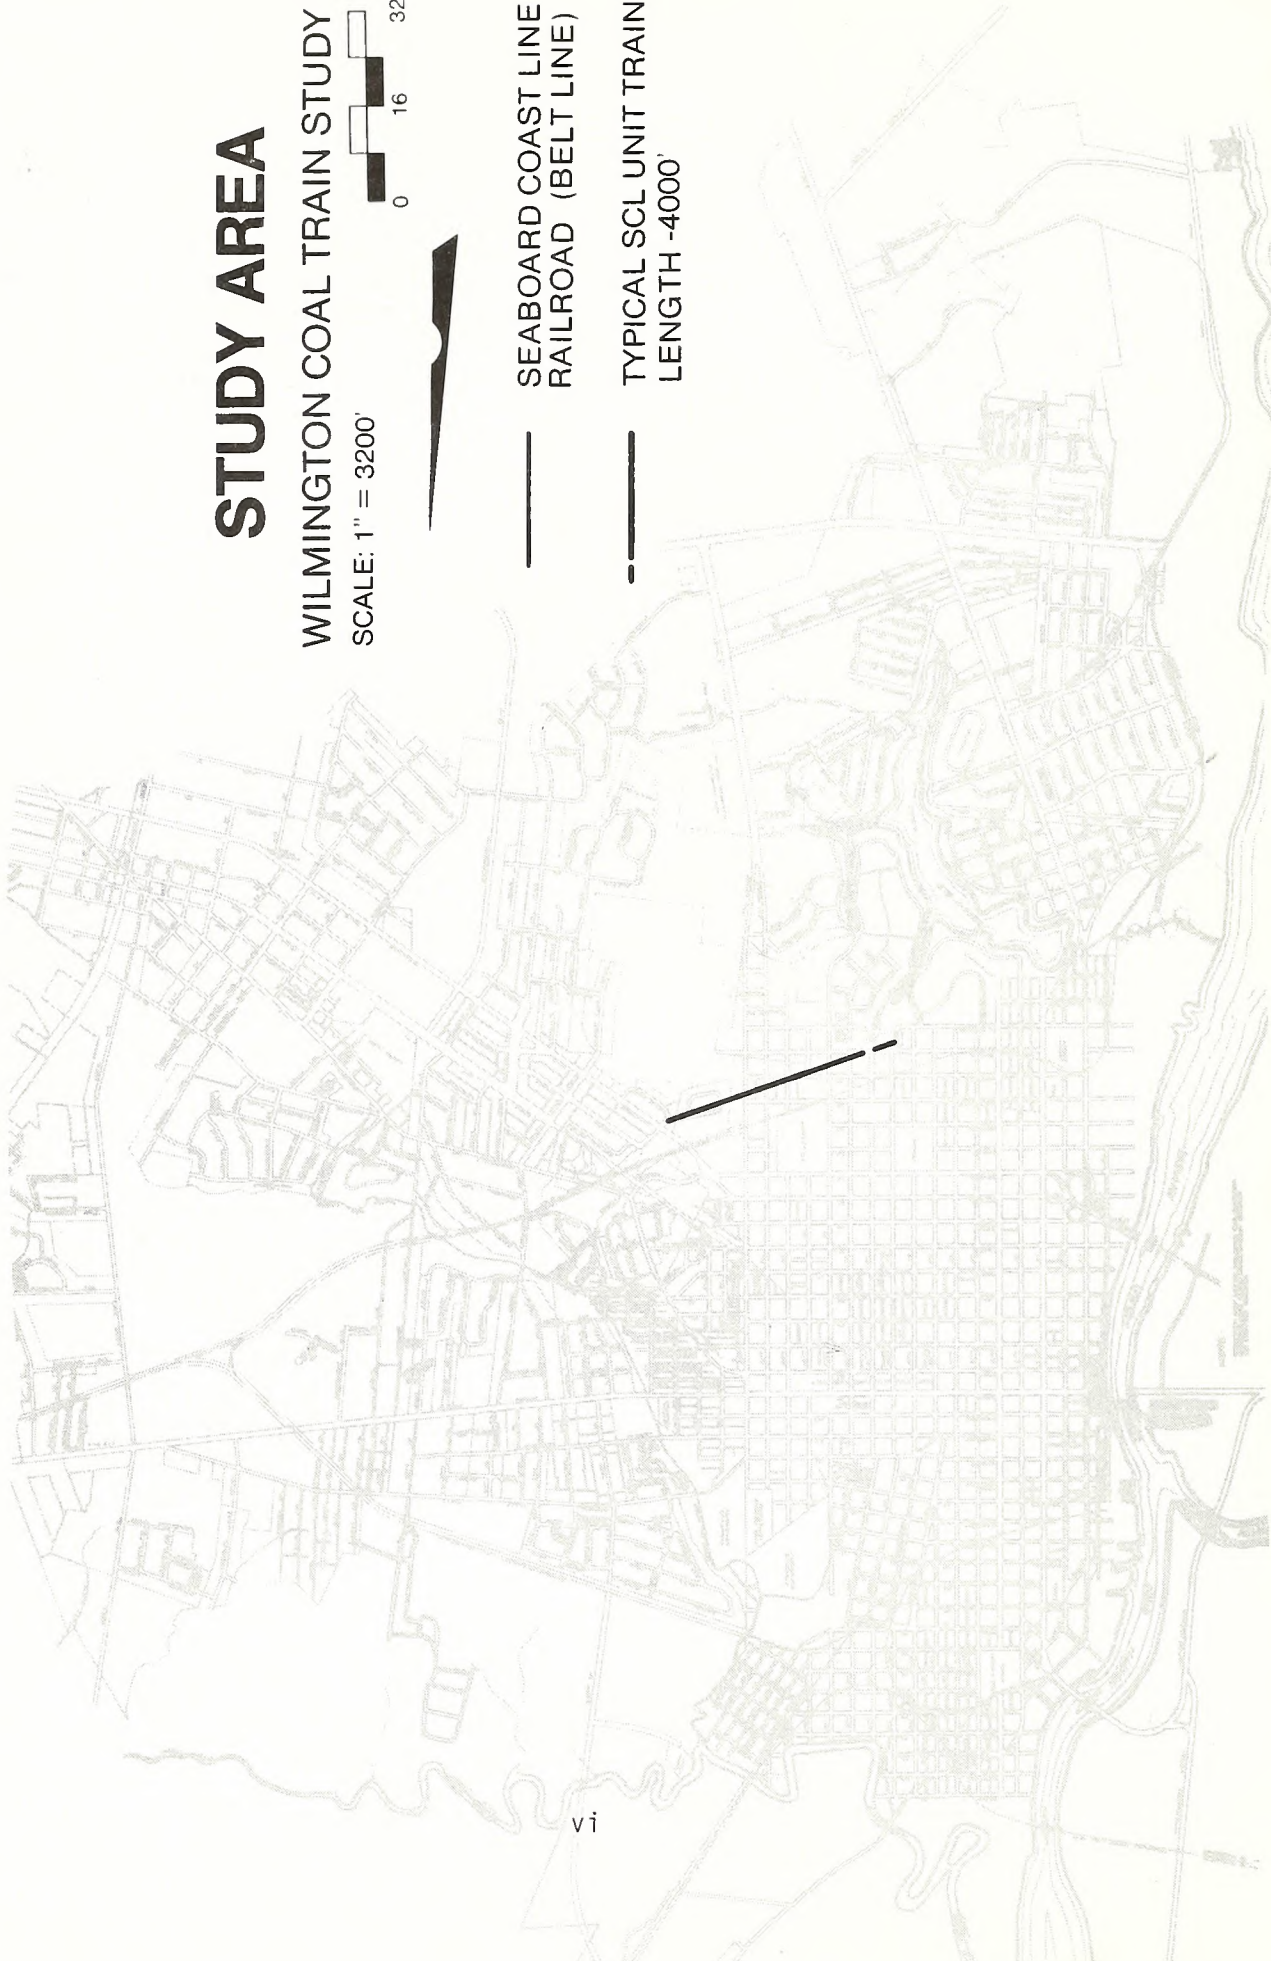 STUDY AREA
WILMINGTON COAL TRAIN STUDY
SCALE: 1" = 3200'
0 16 32
SEABOARD COAST LINE
RAILROAD (BELT LINE)
TYPICAL SCL UNIT TRAIN
LENGTH -4000'
vi